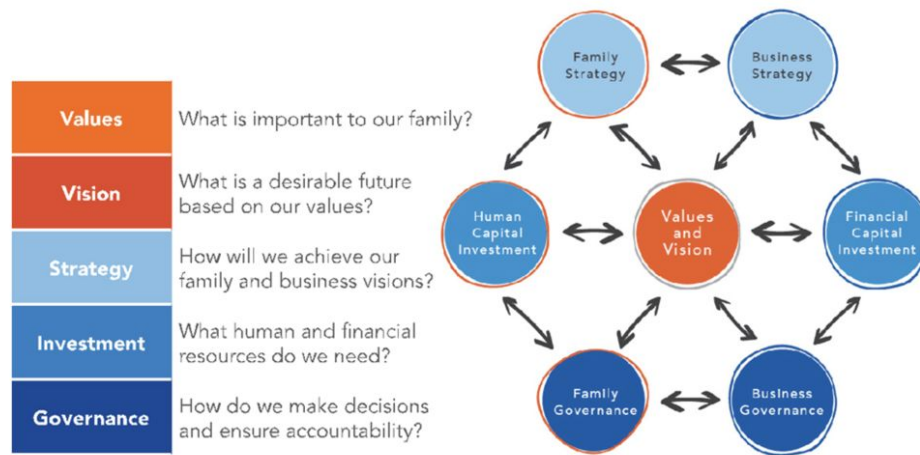 Values
What is important to our family?
Vision
What is a desirable future
based on our values?
Strategy
How will we achieve our
family and business visions?
Investment
What human and financial
resources do we need?
Governance
How do we make decisions
and ensure accountability?
Family
Strategy
Business
Strategy
Human
Capital
Investment
Values
and
Vision
Financial
Capital
Investment
Family
Governance
Business
Governance